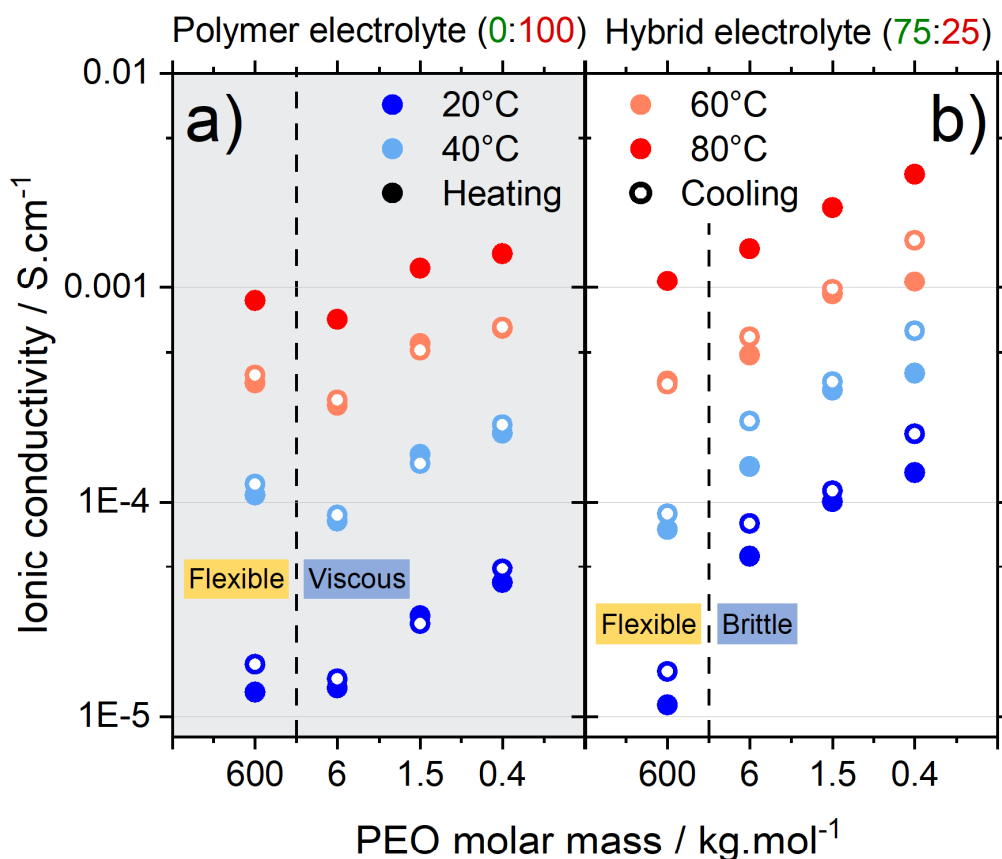 Polymer electrolyte (0:100)
Hybrid electrolyte (75:25)
a)
20°C
40°C
Heating
60°C
80°C
Cooling
b)
0.01
0.001
1E-4
1E-5
Ionic conductivity / S.cm⁻¹
Flexible
Viscous
Flexible
Brittle
600 6 1.5 0.4
600 6 1.5 0.4
PEO molar mass / kg.mol⁻¹